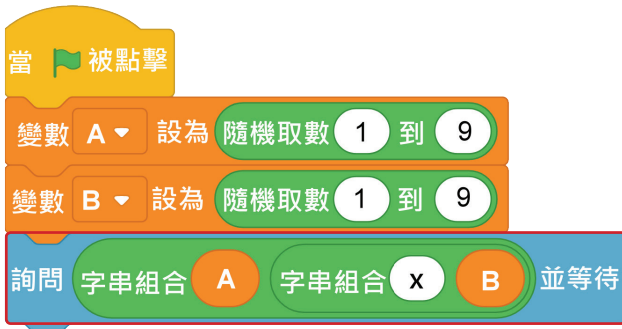 當 被點擊
變數 A 設為 隨機取數 1 到 9
變數 B 設為 隨機取數 1 到 9
詢問 字串組合 A 字串組合 x B 並等待